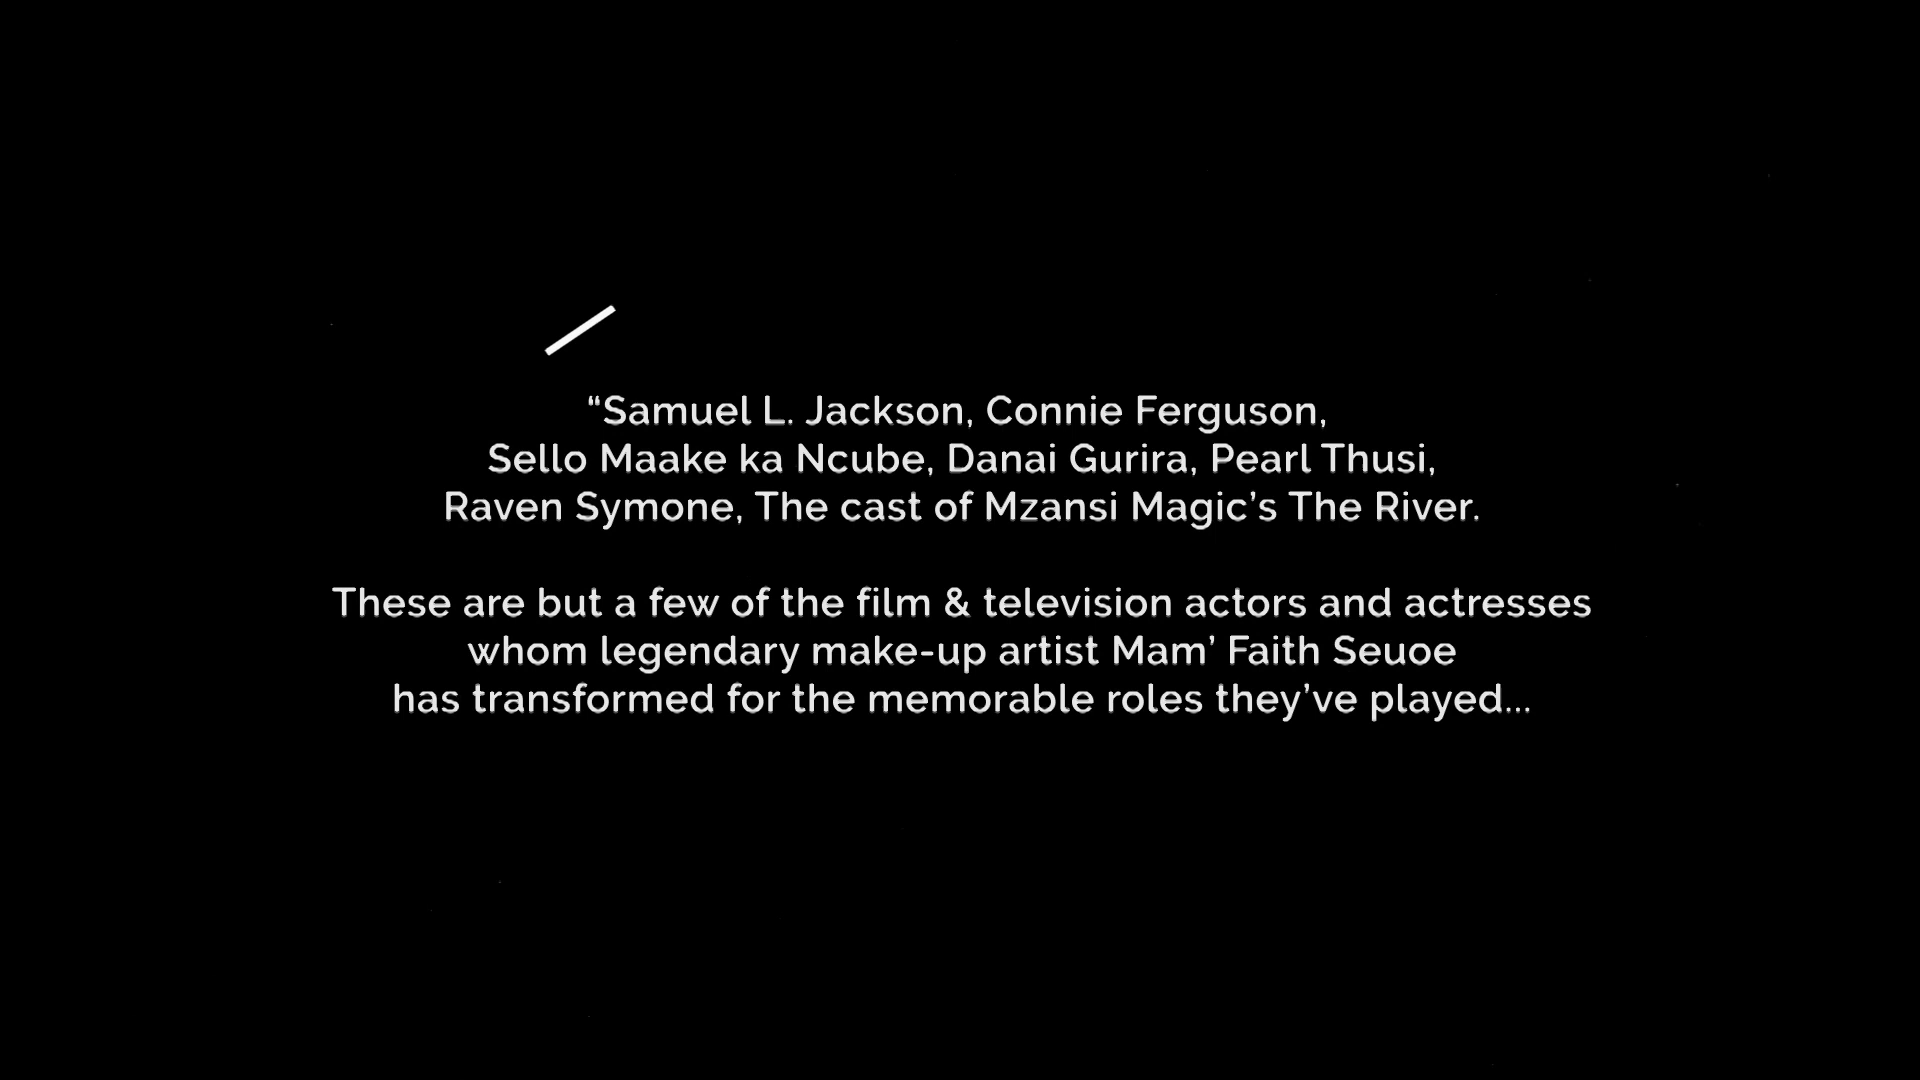 “Samuel L. Jackson, Connie Ferguson,
Sello Maake ka Ncube, Danai Gurira, Pearl Thusi,
Raven Symone, The cast of Mzansi Magic’s The River.
These are but a few of the film & television actors and actresses
whom legendary make-up artist Mam’ Faith Seuoe
has transformed for the memorable roles they’ve played...